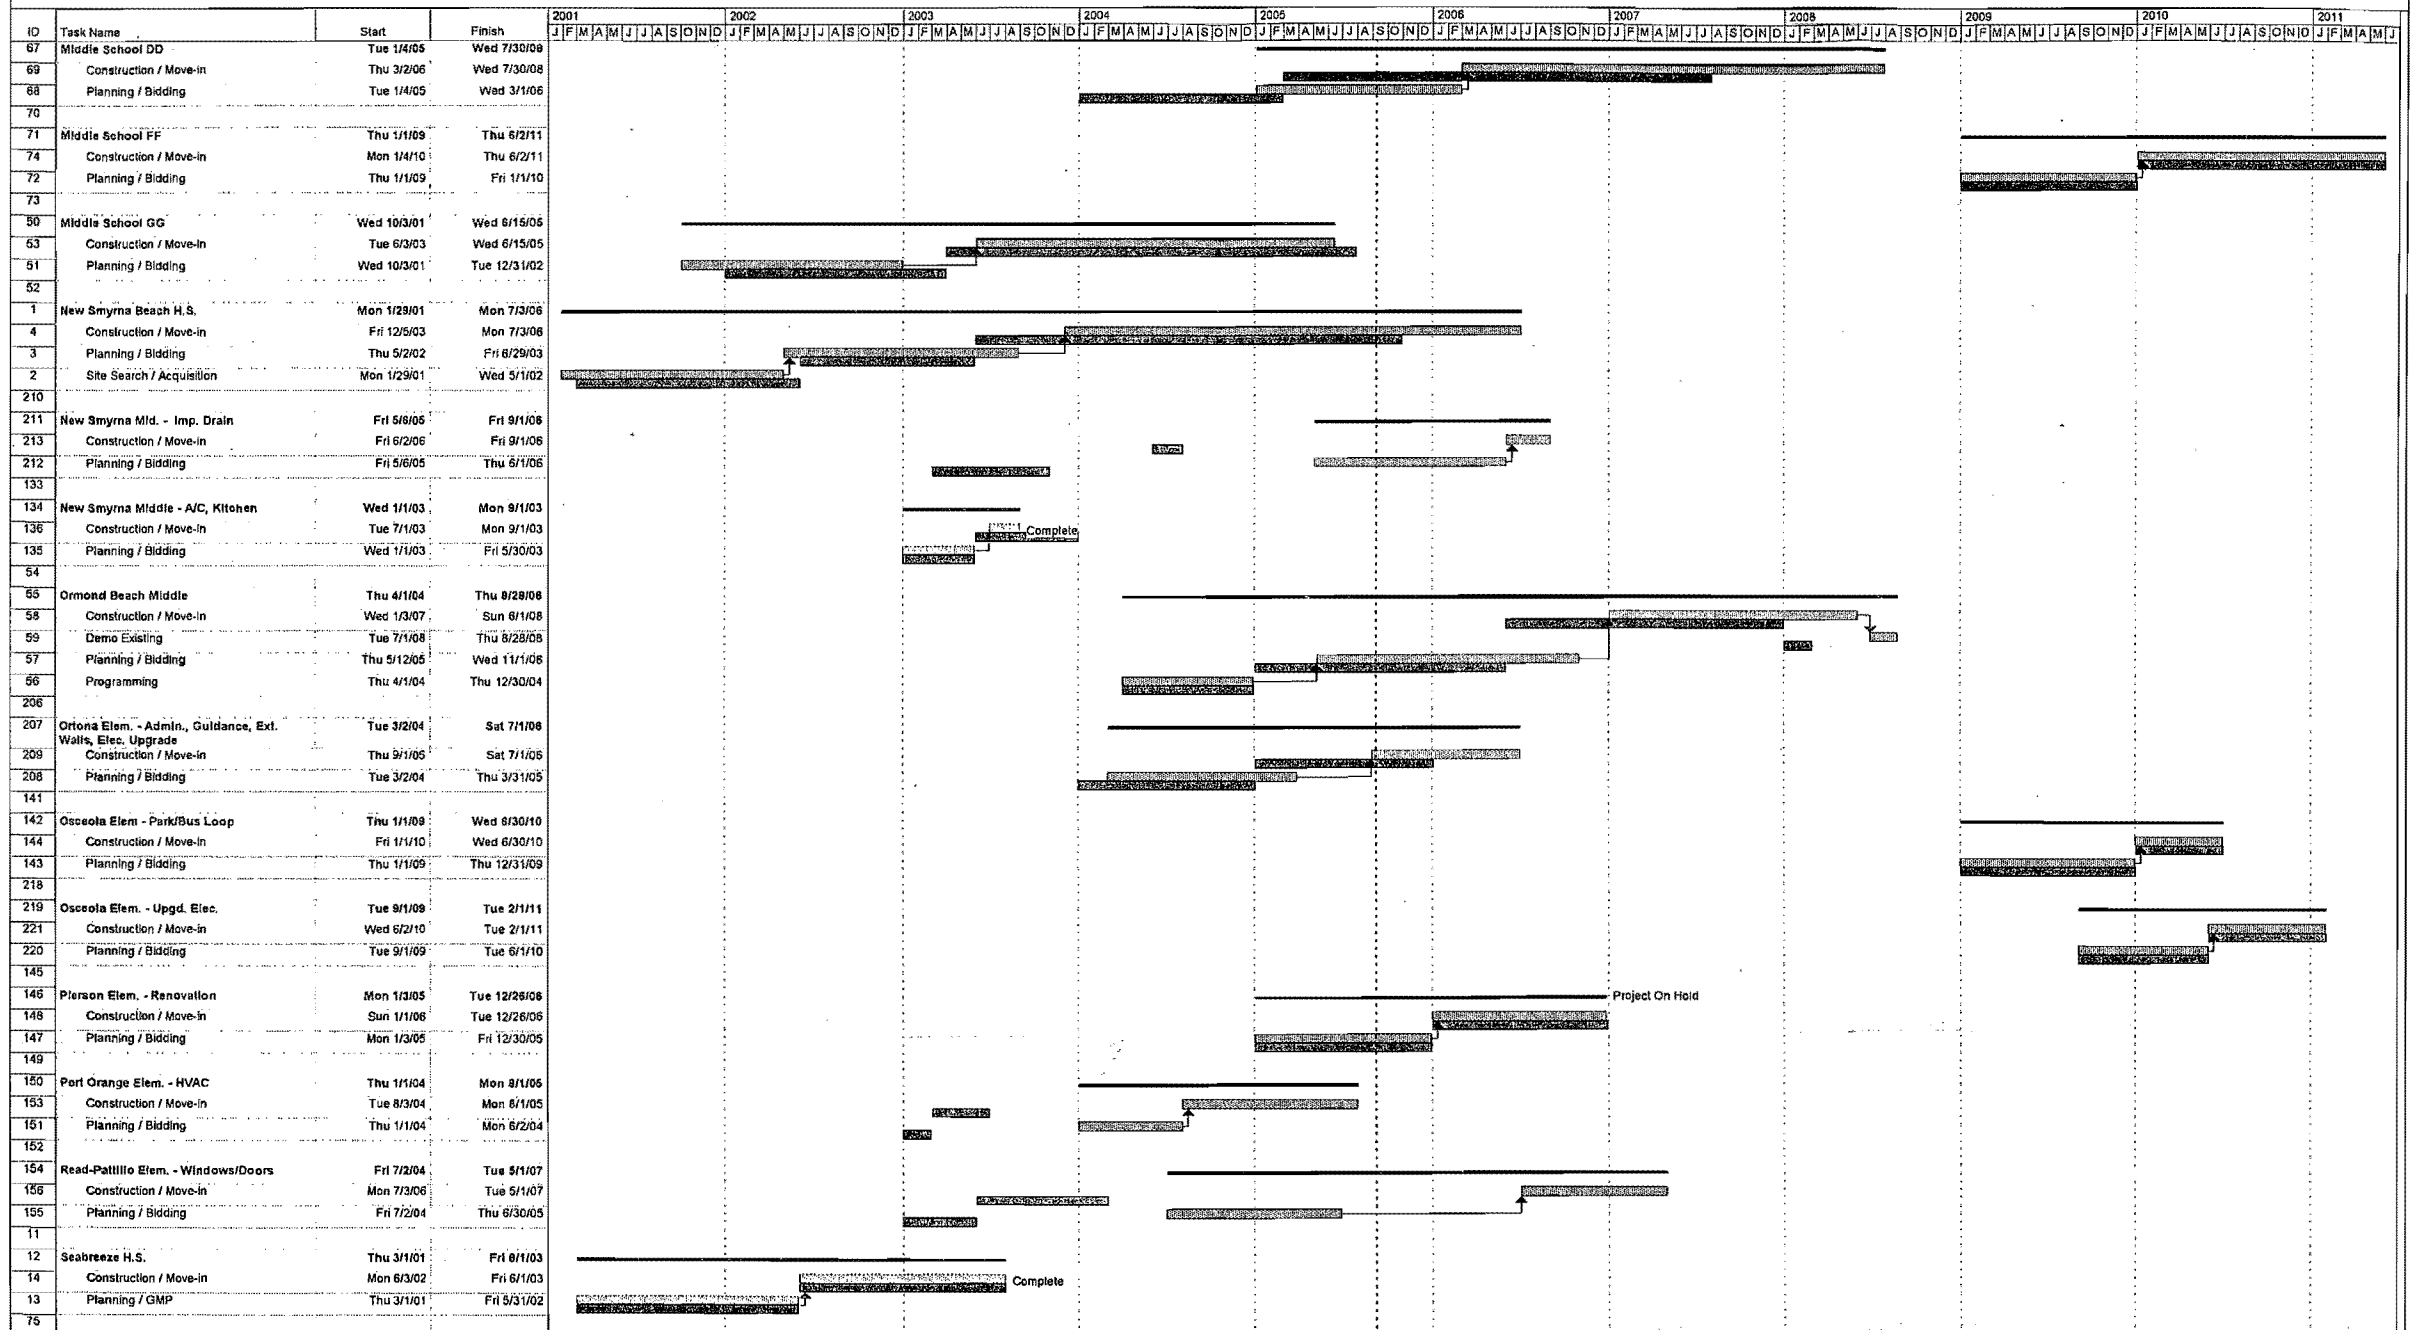 2001 2002 2003 2004 2005 2006 2007 2008 2009 2010 2011
ID Task Name Start Finish J F M A M J J A S O N D J F M A M J J A S O N D J F M A M J J A S O N D J F M A M J J A S O N D J F M A M J J A S O N D J F M A M J J A S O N D J F M A M J J A S O N D J F M A M J J A S O N D J F M A M J J A S O N D J F M A M J J A S O N D J F M A M J
67 Middle School DD Tue 1/4/05 Wed 7/30/08
69 Construction / Move-in Thu 3/2/06 Wed 7/30/08
68 Planning / Bidding Tue 1/4/05 Wed 3/1/06
70
71 Middle School FF Thu 1/1/09 Thu 6/2/11
74 Construction / Move-in Mon 1/4/10 Thu 6/2/11
72 Planning / Bidding Thu 1/1/09 Fri 1/1/10
73
50 Middle School GG Wed 10/3/01 Wed 6/15/05
53 Construction / Move-in Tue 6/3/03 Wed 6/15/05
51 Planning / Bidding Wed 10/3/01 Tue 12/31/02
52
1 New Smyrna Beach H.S. Mon 1/29/01 Mon 7/3/06
4 Construction / Move-in Fri 12/5/03 Mon 7/3/06
3 Planning / Bidding Thu 5/2/02 Fri 8/29/03
2 Site Search / Acquisition Mon 1/29/01 Wed 5/1/02
210
211 New Smyrna Mid. - Imp. Drain Fri 5/6/05 Fri 9/1/06
213 Construction / Move-in Fri 6/2/06 Fri 9/1/06
212 Planning / Bidding Fri 5/6/05 Thu 6/1/06
133
134 New Smyrna Middle - A/C, Kitchen Wed 1/1/03 Mon 9/1/03
136 Construction / Move-in Tue 7/1/03 Mon 9/1/03 Complete
135 Planning / Bidding Wed 1/1/03 Fri 5/30/03
54
55 Ormond Beach Middle Thu 4/1/04 Thu 8/28/08
58 Construction / Move-in Wed 1/3/07 Sun 6/1/08
59 Demo Existing Tue 7/1/08 Thu 8/28/08
57 Planning / Bidding Thu 5/12/05 Wed 11/1/06
56 Programming Thu 4/1/04 Thu 12/30/04
206
207 Ortona Elem. - Admin., Guidance, Ext. Tue 3/2/04 Sat 7/1/06
Walls, Elec. Upgrade
209 Construction / Move-in Thu 9/1/05 Sat 7/1/06
208 Planning / Bidding Tue 3/2/04 Thu 3/31/05
141
142 Osceola Elem - Park/Bus Loop Thu 1/1/09 Wed 6/30/10
144 Construction / Move-in Fri 1/1/10 Wed 6/30/10
143 Planning / Bidding Thu 1/1/09 Thu 12/31/09
218
219 Osceola Elem. - Upgd. Elec. Tue 9/1/09 Tue 2/1/11
221 Construction / Move-in Wed 6/2/10 Tue 2/1/11
220 Planning / Bidding Tue 9/1/09 Tue 6/1/10
145
146 Pierson Elem. - Renovation Mon 1/3/05 Tue 12/26/06 Project On Hold
148 Construction / Move-in Sun 1/1/06 Tue 12/26/06
147 Planning / Bidding Mon 1/3/05 Fri 12/30/05
149
150 Port Orange Elem. - HVAC Thu 1/1/04 Mon 8/1/05
153 Construction / Move-in Tue 8/3/04 Mon 8/1/05
151 Planning / Bidding Thu 1/1/04 Mon
152
154 Read-Pattillo Elem. - Windows/Doors Fri 7/2/04 Tue 5/1/07
156 Construction / Move-in Mon 7/3/06 Tue 5/1/07
155 Planning / Bidding Fri 7/2/04 Thu 6/30/05
11
12 Seabreeze H.S. Thu 3/1/01 Fri 8/1/03
14 Construction / Move-in Mon 6/3/02 Fri 8/1/03 Complete
13 Planning / GMP Thu 3/1/01 Fri 5/31/02
75